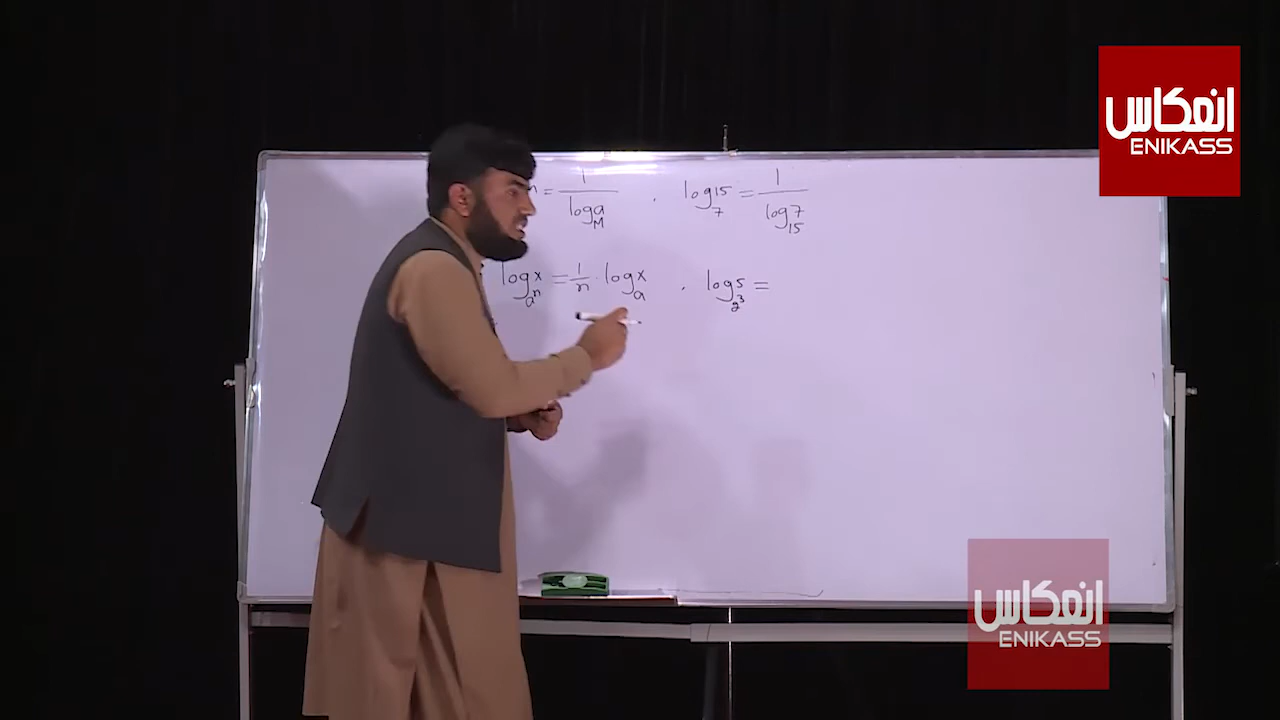 انعکاس
ENIKASS
m = 1/log_M a . log_7 15 = 1/log_15 7
log_{a^n} x = 1/n · log_a x . log_{2^3} 5 =
انعکاس
ENIKASS